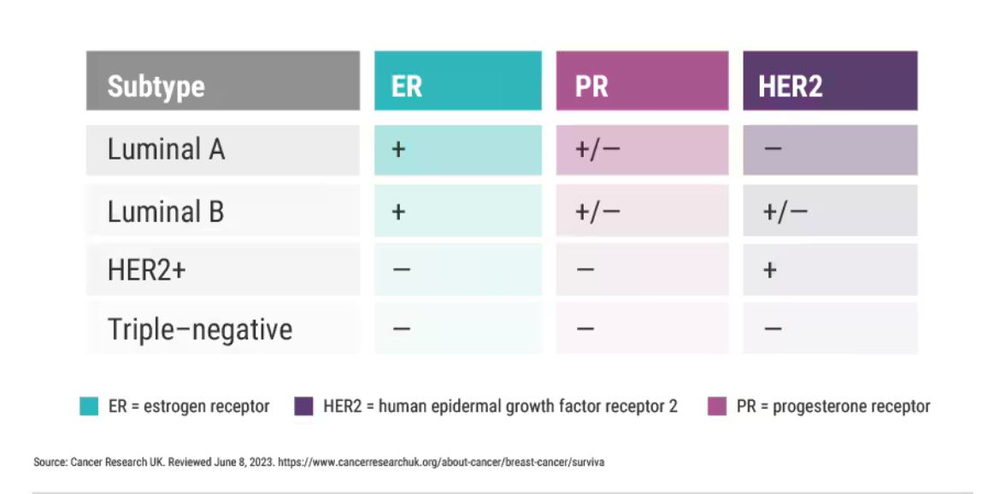 Subtype ER PR HER2
Luminal A + +/– –
Luminal B + +/– +/–
HER2+ – – +
Triple–negative – – –
ER = estrogen receptor HER2 = human epidermal growth factor receptor 2 PR = progesterone receptor
Source: Cancer Research UK. Reviewed June 8, 2023. https://www.cancerresearchuk.org/about-cancer/breast-cancer/surviva